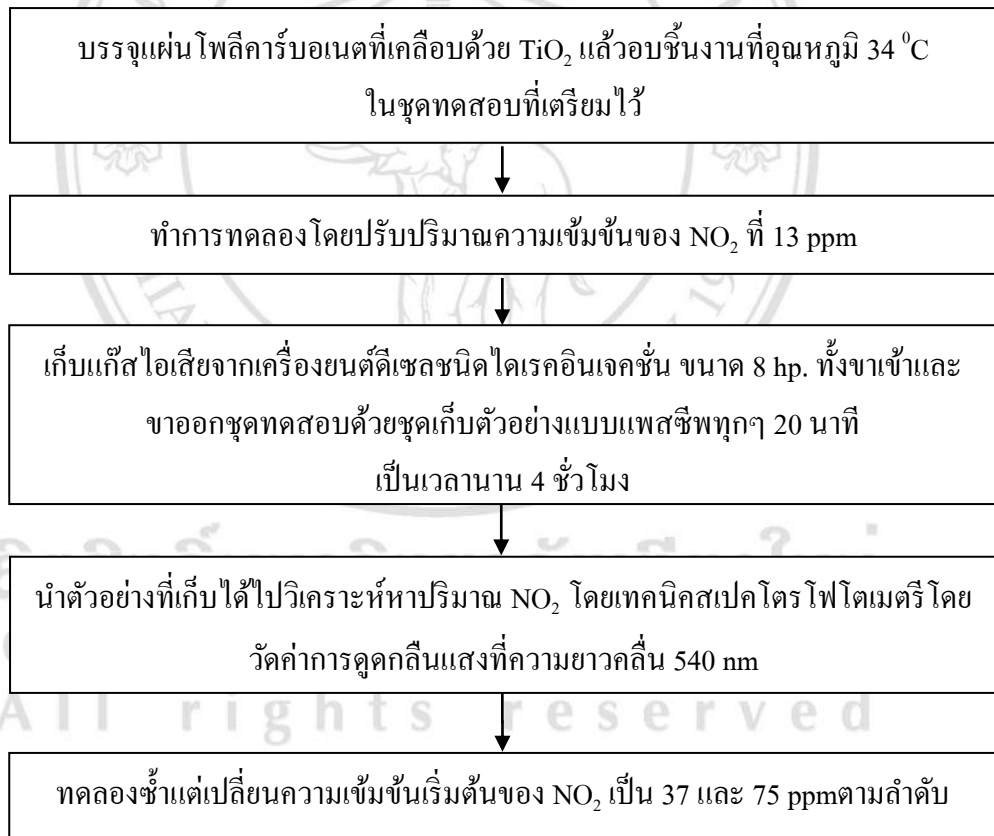 บรรจุแผ่นโพลีคาร์บอเนตที่เคลือบด้วย TiO₂ แล้วอบชิ้นงานที่อุณหภูมิ 34 ⁰C
ในชุดทดสอบที่เตรียมไว้
ทำการทดลองโดยปรับปริมาณความเข้มข้นของ NO₂ ที่ 13 ppm
เก็บแก๊สไอเสียจากเครื่องยนต์ดีเซลชนิดไดเรคอินเจคชั่น ขนาด 8 hp. ทั้งขาเข้าและ
ขาออกชุดทดสอบด้วยชุดเก็บตัวอย่างแบบแพสซีพทุกๆ 20 นาที
เป็นเวลานาน 4 ชั่วโมง
นำตัวอย่างที่เก็บได้ไปวิเคราะห์หาปริมาณ NO₂ โดยเทคนิคสเปคโตรโฟโตเมตรีโดย
วัดค่าการดูดกลืนแสงที่ความยาวคลื่น 540 nm
All rights reserved
ทดลองซ้ำแต่เปลี่ยนความเข้มข้นเริ่มต้นของ NO₂ เป็น 37 และ 75 ppmตามลำดับ